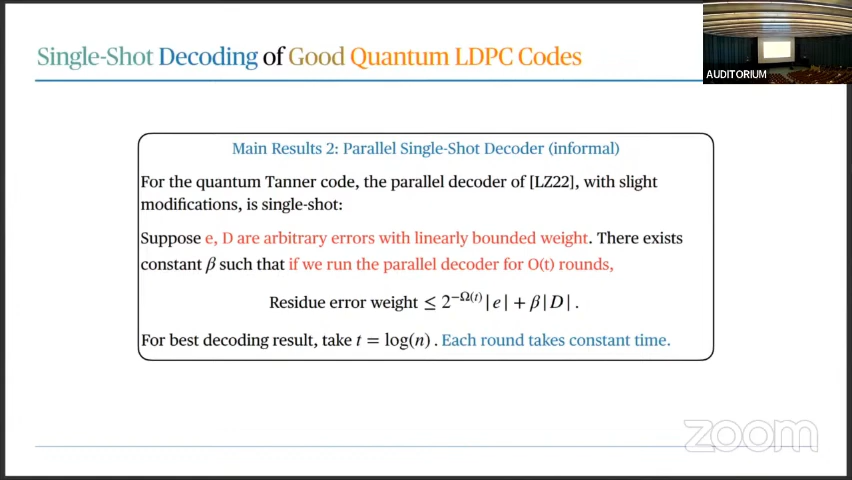 Single-Shot Decoding of Good Quantum LDPC Codes
AUDITORIUM
Main Results 2: Parallel Single-Shot Decoder (informal)
For the quantum Tanner code, the parallel decoder of [LZ22], with slight
modifications, is single-shot:
Suppose e, D are arbitrary errors with linearly bounded weight. There exists
constant β such that if we run the parallel decoder for O(t) rounds,
Residue error weight ≤ 2^{−Ω(t)} |e| + β|D| .
For best decoding result, take t = log(n) . Each round takes constant time.
zoom